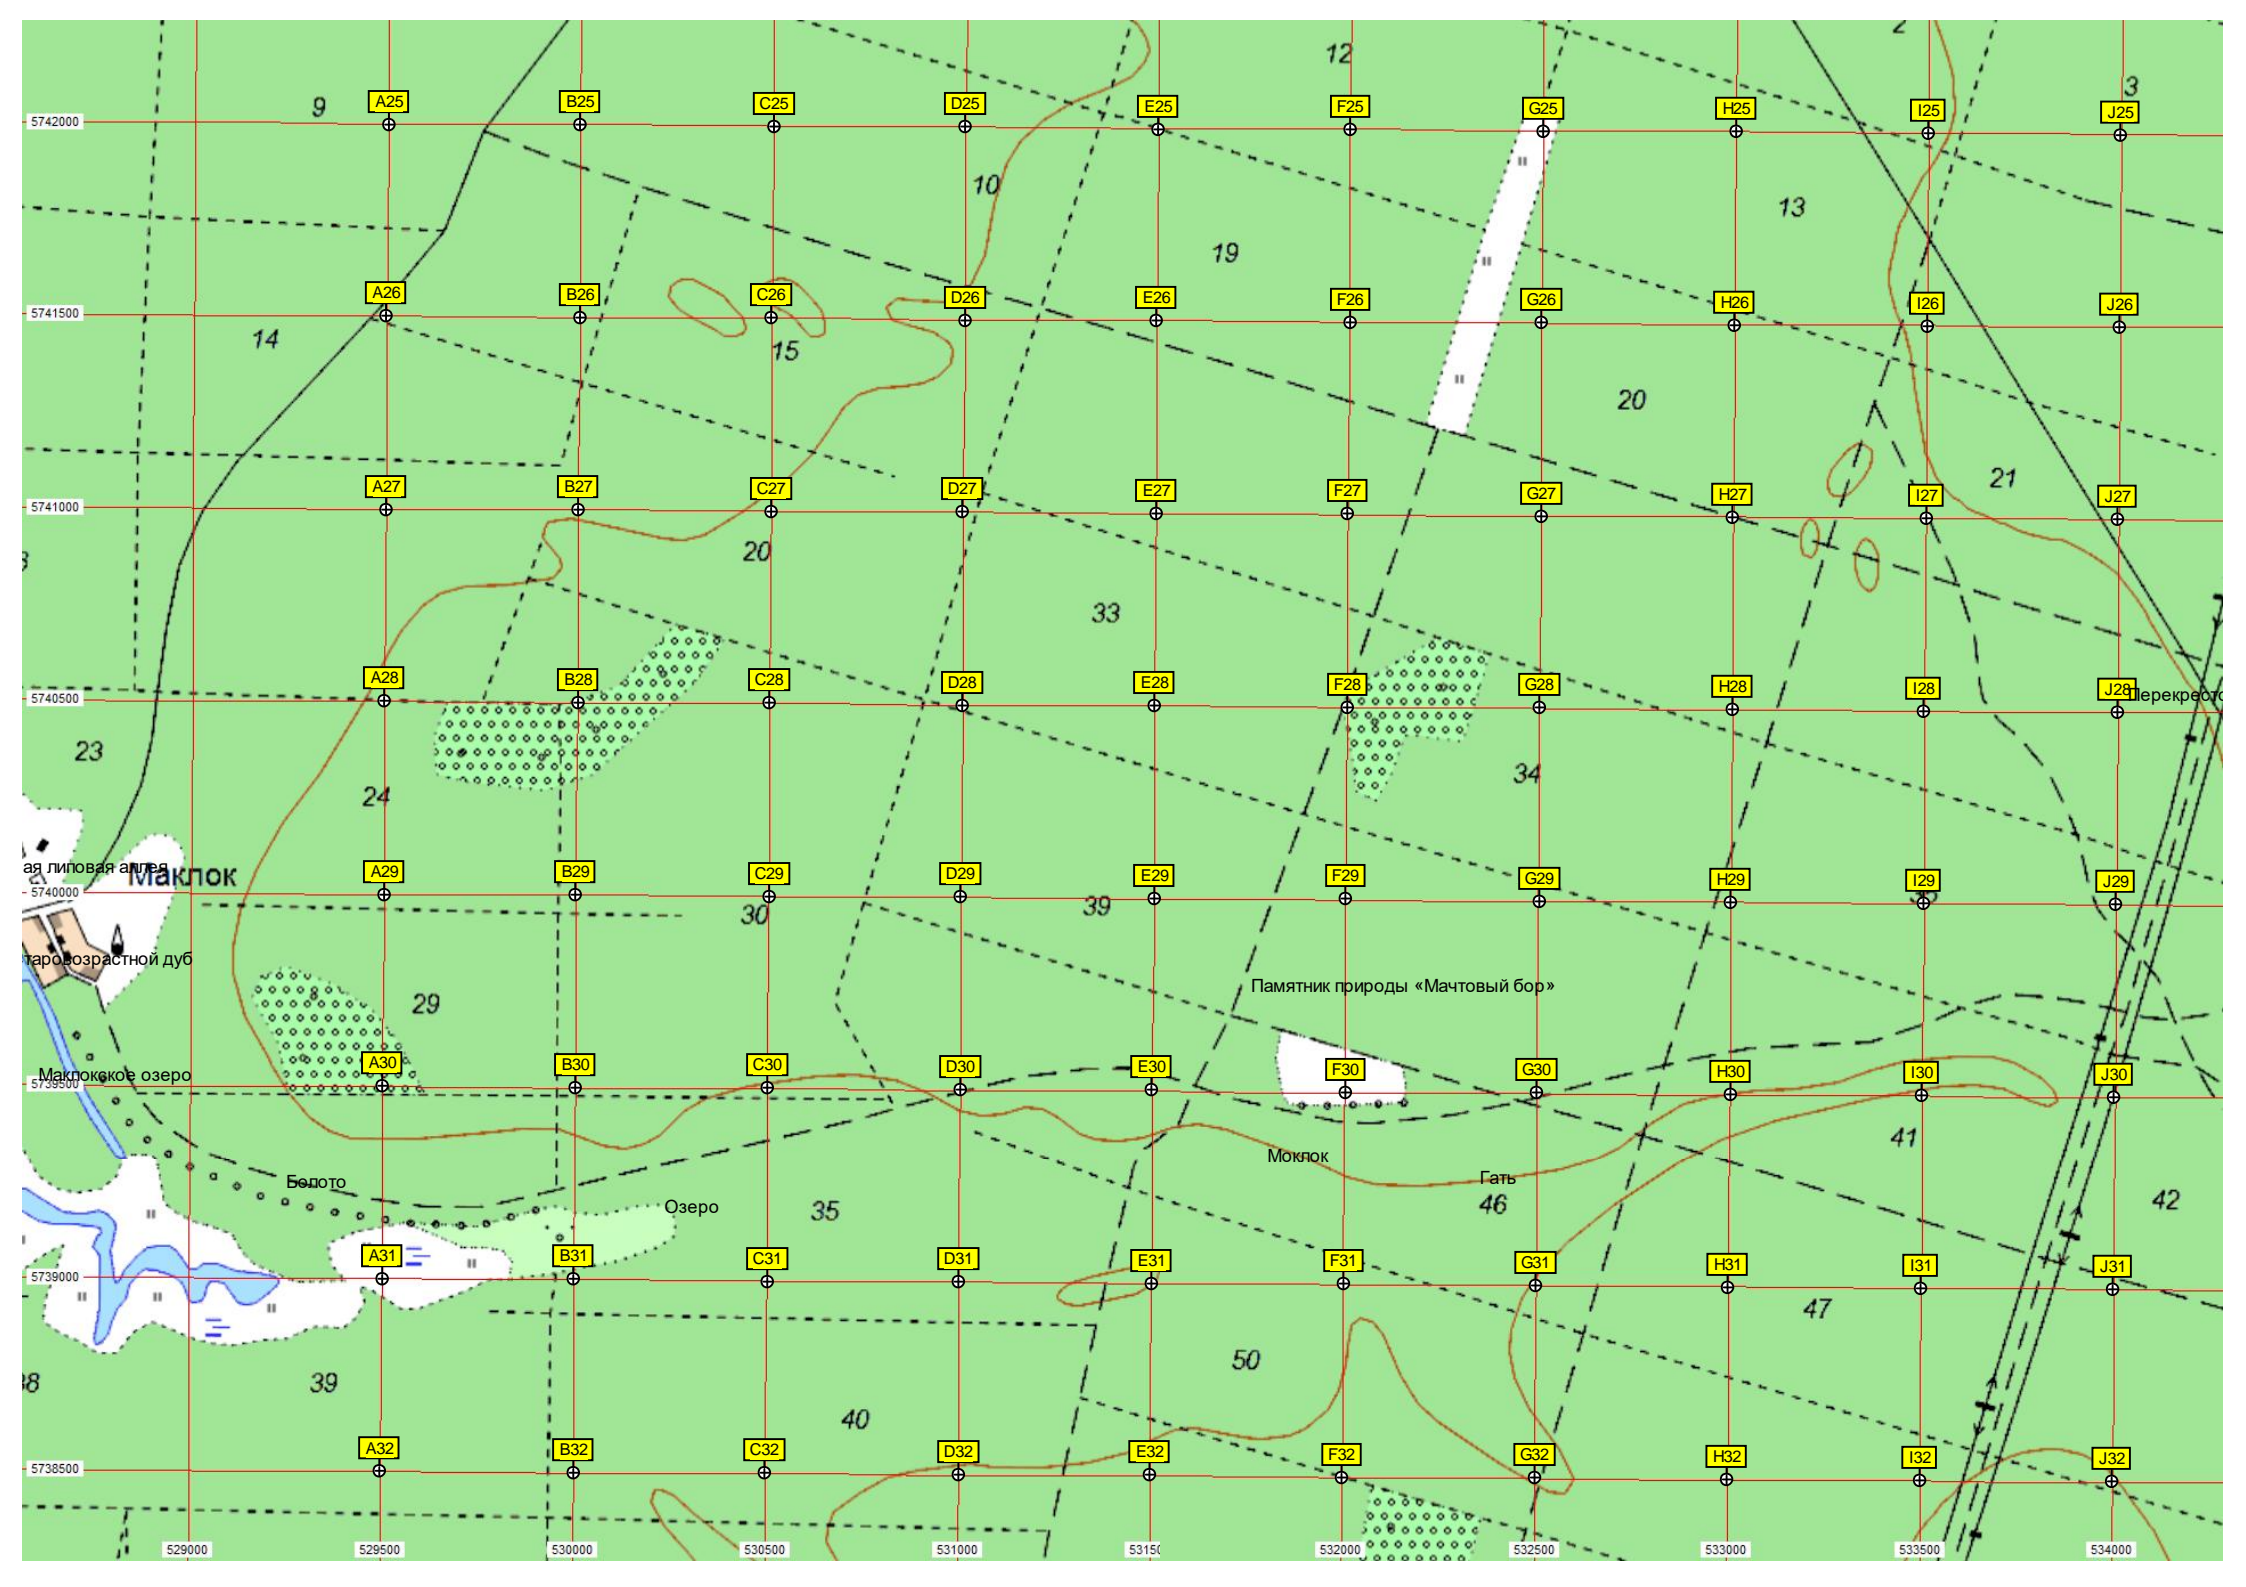 2
12
3
9
A25 B25 C25 D25 E25 F25 G25 H25 I25 J25
5742000
10
13
19
A26 B26 C26 D26 E26 F26 G26 H26 I26 J26
5741500
14
15
20
21
A27 B27 C27 D27 E27 F27 G27 H27 I27 J27
5741000
20
33
A28 B28 C28 D28 E28 F28 G28 H28 I28 J28
Перекресто
5740500
23
34
24
ая липовая аллея
Маклок
A29 B29 C29 D29 E29 F29 G29 H29 I29 J29
5740000
30
39
таровозрастной дуб
Памятник природы «Мачтовый бор»
29
A30 B30 C30 D30 E30 F30 G30 H30 I30 J30
Маклокское озеро
5739500
41
Моклок
Болото
Гать
42
Озеро
35
46
A31 B31 C31 D31 E31 F31 G31 H31 I31 J31
5739000
47
50
38
39
40
A32 B32 C32 D32 E32 F32 G32 H32 I32 J32
5738500
529000 529500 530000 530500 531000 53150 532000 532500 533000 533500 534000